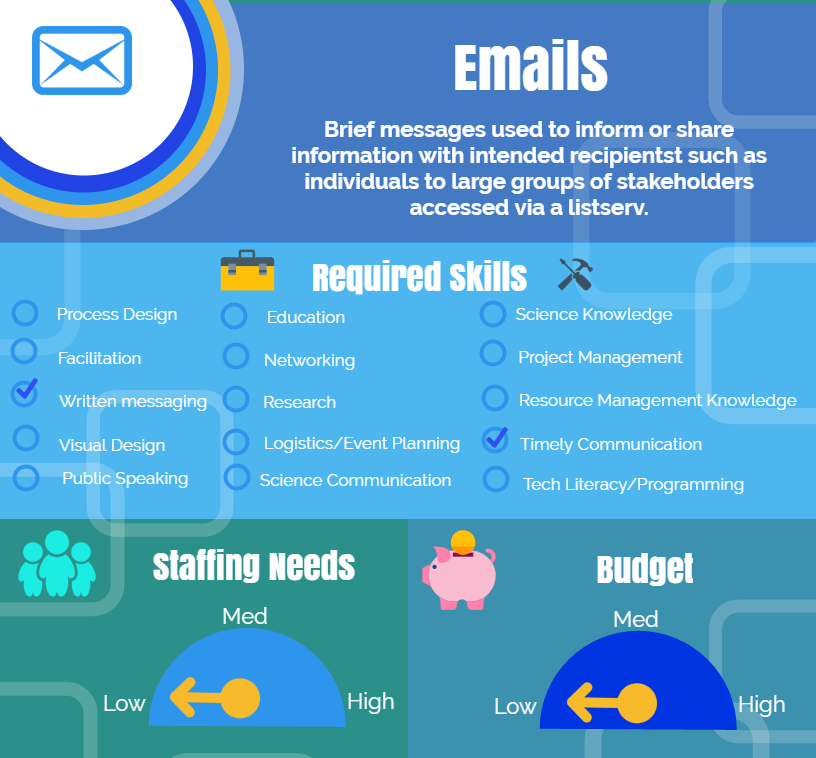 Emails
Brief messages used to inform or share
information with intended recipientst such as
individuals to large groups of stakeholders
accessed via a listserv.
Required Skills
Process Design
Facilitation
Written messaging
Visual Design
Public Speaking
Education
Networking
Research
Logistics/Event Planning
Science Communication
Science Knowledge
Project Management
Resource Management Knowledge
Timely Communication
Tech Literacy/Programming
Staffing Needs
Med
Low
High
Budget
Med
Low
High